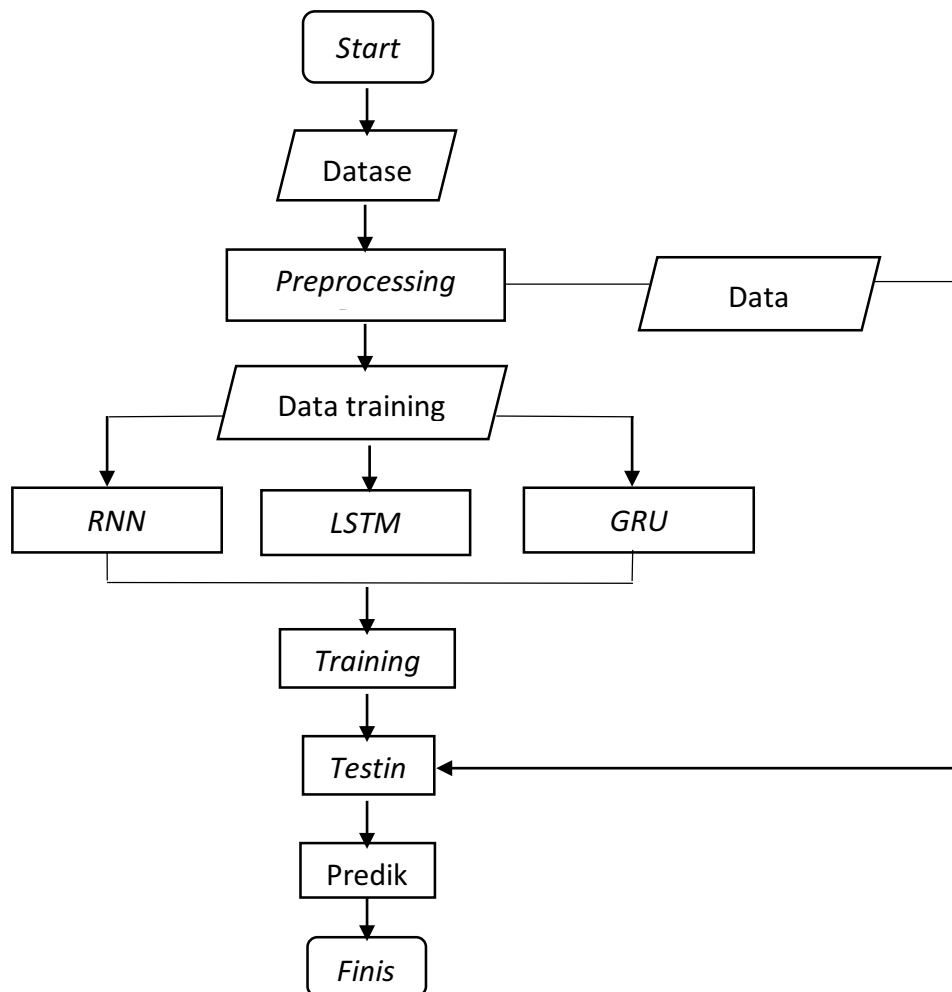 Start
Datase
Preprocessing
Data
Data training
RNN
LSTM
GRU
Training
Testin
Predik
Finis